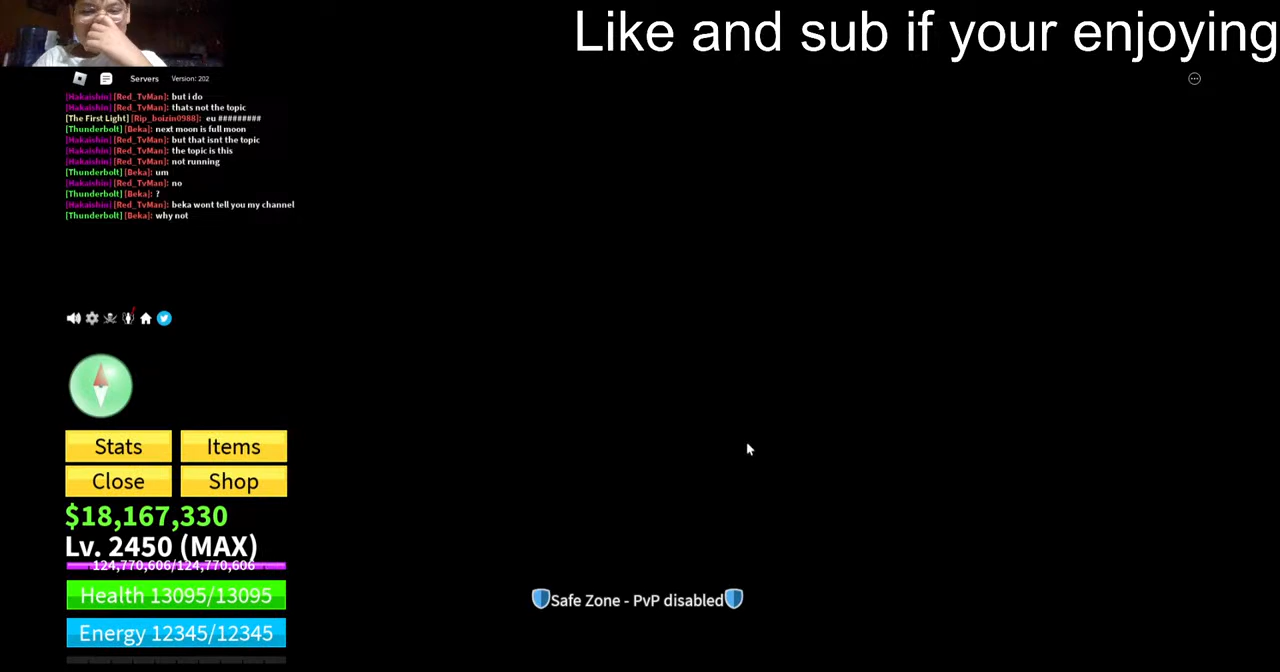 Like and sub if your enjoying
Servers Version: 202
[Hakaishin] [Red_TvMan]: but i do
[Hakaishin] [Red_TvMan]: thats not the topic
[The First Light] [Rip_boizin0988]: eu #########
[Thunderbolt] [Beka]: next moon is full moon
[Hakaishin] [Red_TvMan]: but that isnt the topic
[Hakaishin] [Red_TvMan]: the topic is this
[Hakaishin] [Red_TvMan]: not running
[Thunderbolt] [Beka]: um
[Hakaishin] [Red_TvMan]: no
[Thunderbolt] [Beka]: ?
[Hakaishin] [Red_TvMan]: beka wont tell you my channel
[Thunderbolt] [Beka]: why not
Stats Items
Close Shop
$18,167,330
Lv. 2450 (MAX)
124,770,606/124,770,606
Health 13095/13095
Energy 12345/12345
Safe Zone - PvP disabled